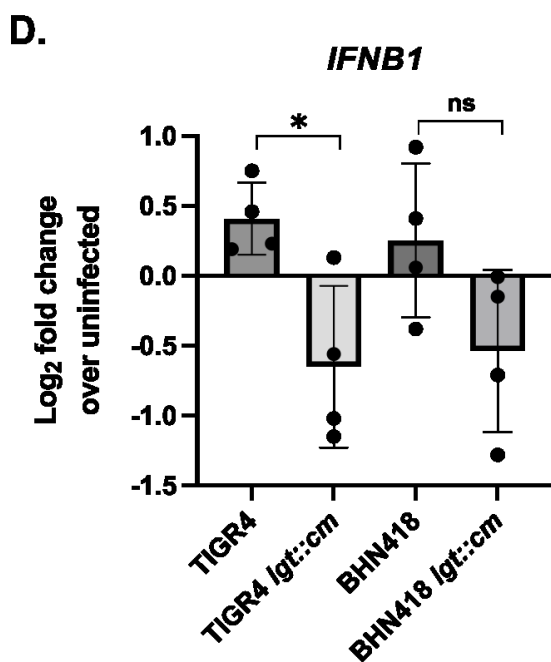 D.
IFNB1
* ns
Log₂ fold change
over uninfected
1.0
0.5
0.0
-0.5
-1.0
-1.5
TIGR4
TIGR4 lgt::cm
BHN418
BHN418 lgt::cm